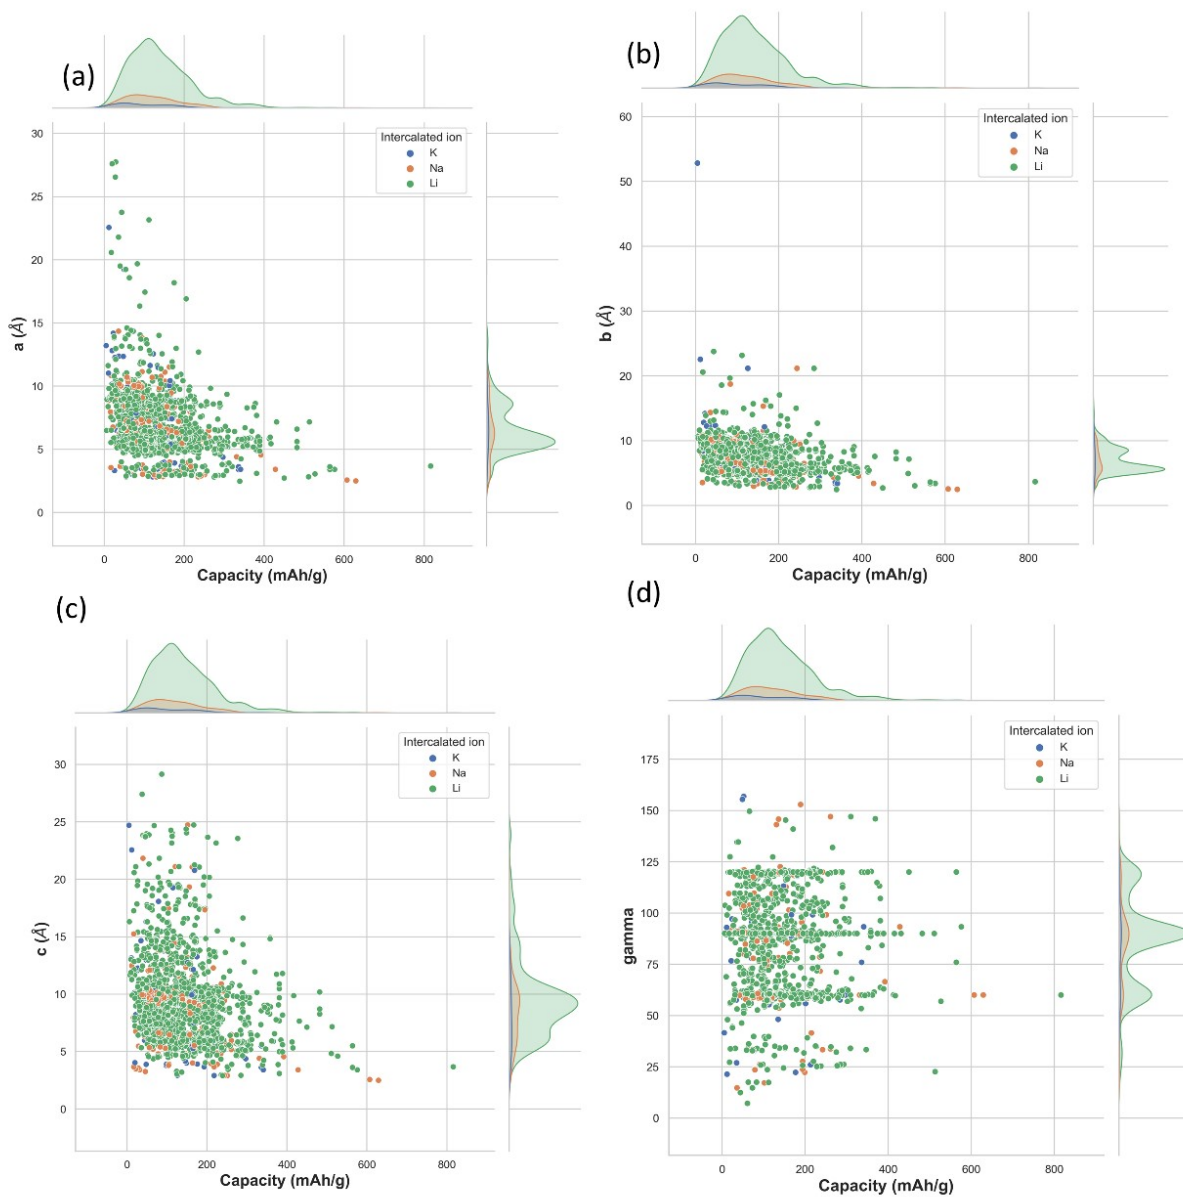 (a)
Intercalated ion
K
Na
Li
30
25
20
15
10
5
0
a (Å)
0 200 400 600 800
Capacity (mAh/g)
(b)
Intercalated ion
K
Na
Li
60
50
40
30
20
10
0
b (Å)
0 200 400 600 800
Capacity (mAh/g)
(c)
Intercalated ion
K
Na
Li
30
25
20
15
10
5
0
c (Å)
0 200 400 600 800
Capacity (mAh/g)
(d)
Intercalated ion
K
Na
Li
175
150
125
100
75
50
25
0
gamma
0 200 400 600 800
Capacity (mAh/g)